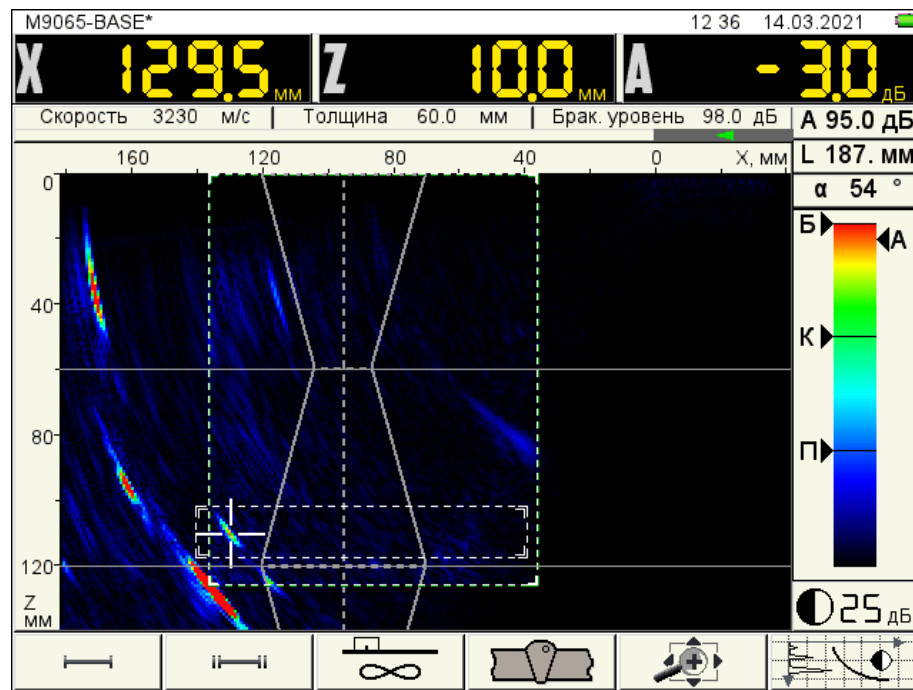 M9065-BASE* 12 36 14.03.2021
X 129.5 мм Z 10.0 мм A - 3.0 дБ
Скорость 3230 м/с Толщина 60.0 мм Брак. уровень 98.0 дБ A 95.0 дБ
160 120 80 40 0 X, мм L 187. мм
α 54 °
0
Б
А
40
К
80
П
120
Z
мм
25 дБ